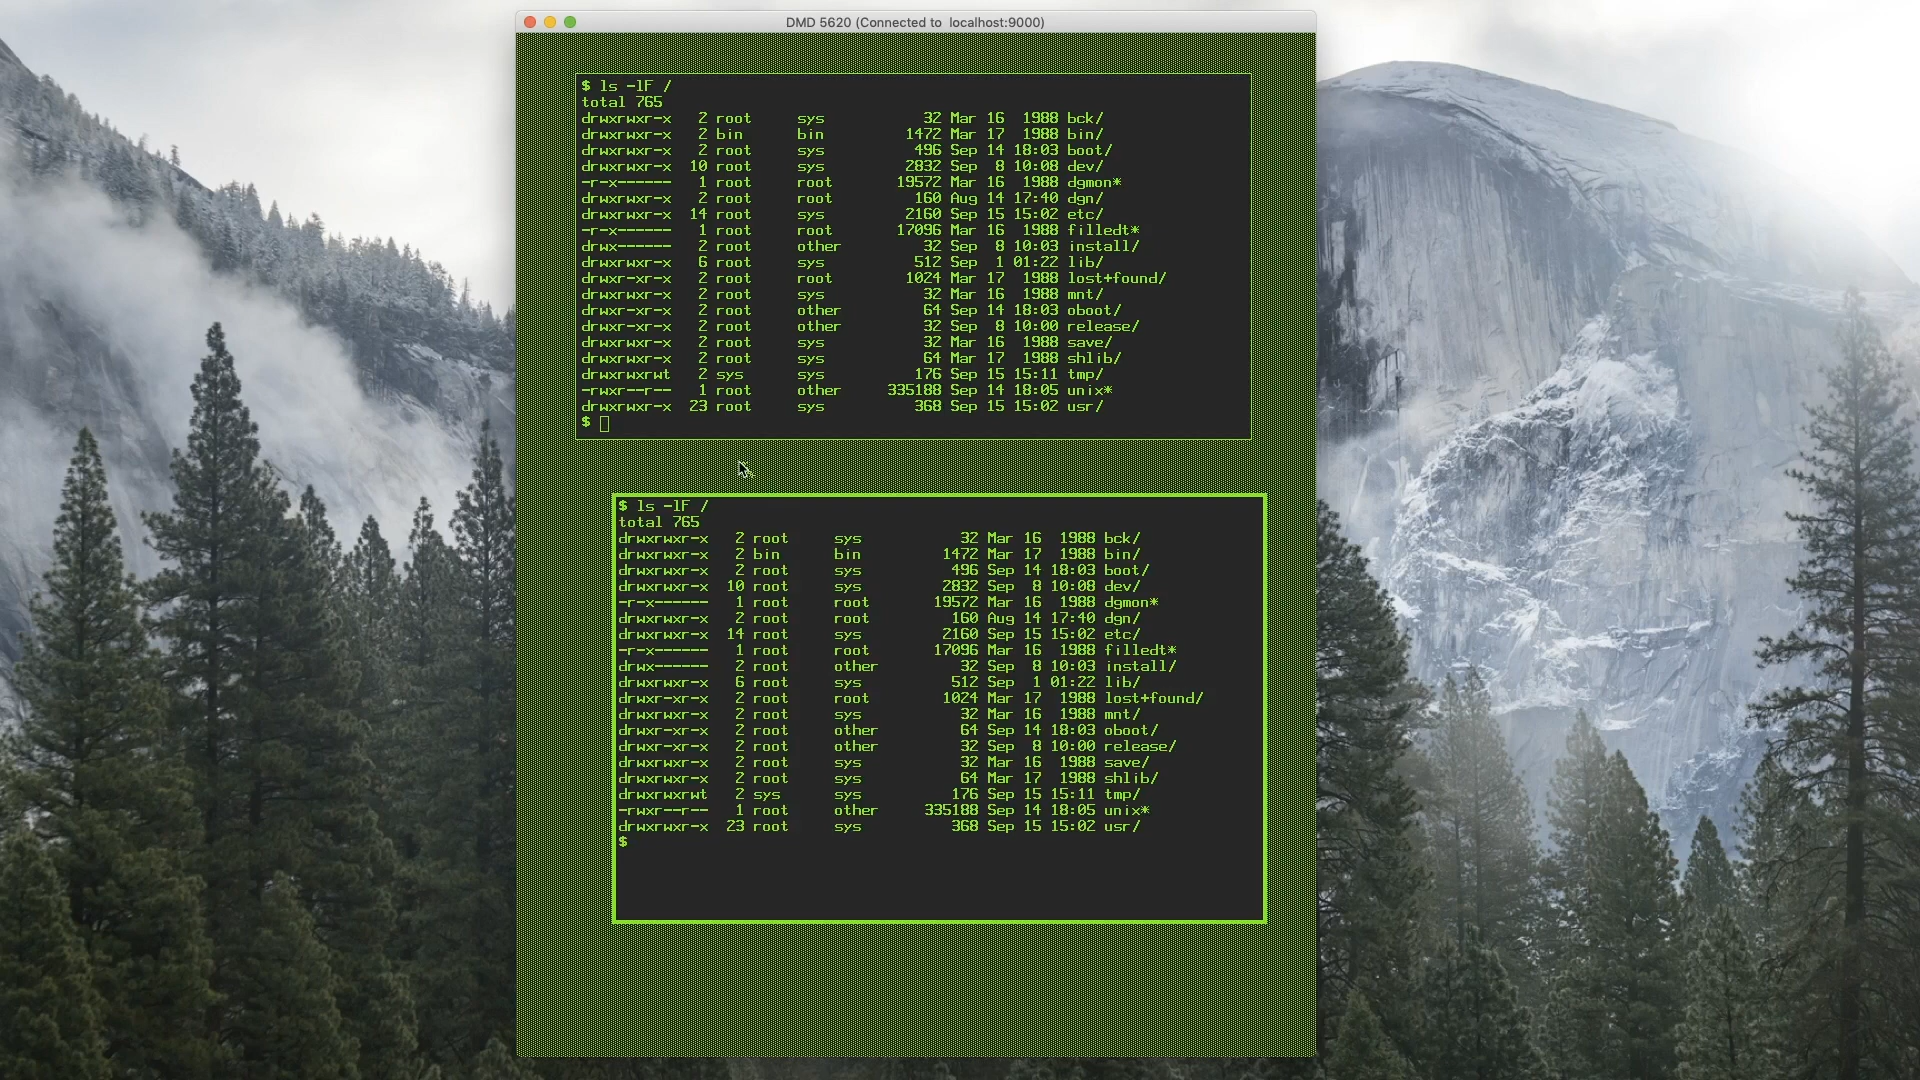 DMD 5620 (Connected to  localhost:9000)
$ ls -lF /
total 765
drwxrwxr-x   2 root     sys           32 Mar 16  1988 bck/
drwxrwxr-x   2 bin      bin         1472 Mar 17  1988 bin/
drwxrwxr-x   2 root     sys          496 Sep 14 18:03 boot/
drwxrwxr-x  10 root     sys         2832 Sep  8 10:08 dev/
-r-x------   1 root     root       19572 Mar 16  1988 dgmon*
drwxrwxr-x   2 root     root         160 Aug 14 17:40 dgn/
drwxrwxr-x  14 root     sys         2160 Sep 15 15:02 etc/
-r-x------   1 root     root       17096 Mar 16  1988 filledt*
drwx------   2 root     other         32 Sep  8 10:03 install/
drwxrwxr-x   6 root     sys          512 Sep  1 01:22 lib/
drwxr-xr-x   2 root     root        1024 Mar 17  1988 lost+found/
drwxrwxr-x   2 root     sys           32 Mar 16  1988 mnt/
drwxr-xr-x   2 root     other         64 Sep 14 18:03 oboot/
drwxr-xr-x   2 root     other         32 Sep  8 10:00 release/
drwxrwxr-x   2 root     sys           32 Mar 16  1988 save/
drwxrwxr-x   2 root     sys           64 Mar 17  1988 shlib/
drwxrwxrwt   2 sys      sys          176 Sep 15 15:11 tmp/
-rwxr--r--   1 root     other     335188 Sep 14 18:05 unix*
drwxrwxr-x  23 root     sys          368 Sep 15 15:02 usr/
$
$ ls -lF /
total 765
drwxrwxr-x   2 root     sys           32 Mar 16  1988 bck/
drwxrwxr-x   2 bin      bin         1472 Mar 17  1988 bin/
drwxrwxr-x   2 root     sys          496 Sep 14 18:03 boot/
drwxrwxr-x  10 root     sys         2832 Sep  8 10:08 dev/
-r-x------   1 root     root       19572 Mar 16  1988 dgmon*
drwxrwxr-x   2 root     root         160 Aug 14 17:40 dgn/
drwxrwxr-x  14 root     sys         2160 Sep 15 15:02 etc/
-r-x------   1 root     root       17096 Mar 16  1988 filledt*
drwx------   2 root     other         32 Sep  8 10:03 install/
drwxrwxr-x   6 root     sys          512 Sep  1 01:22 lib/
drwxr-xr-x   2 root     root        1024 Mar 17  1988 lost+found/
drwxrwxr-x   2 root     sys           32 Mar 16  1988 mnt/
drwxr-xr-x   2 root     other         64 Sep 14 18:03 oboot/
drwxr-xr-x   2 root     other         32 Sep  8 10:00 release/
drwxrwxr-x   2 root     sys           32 Mar 16  1988 save/
drwxrwxr-x   2 root     sys           64 Mar 17  1988 shlib/
drwxrwxrwt   2 sys      sys          176 Sep 15 15:11 tmp/
-rwxr--r--   1 root     other     335188 Sep 14 18:05 unix*
drwxrwxr-x  23 root     sys          368 Sep 15 15:02 usr/
$